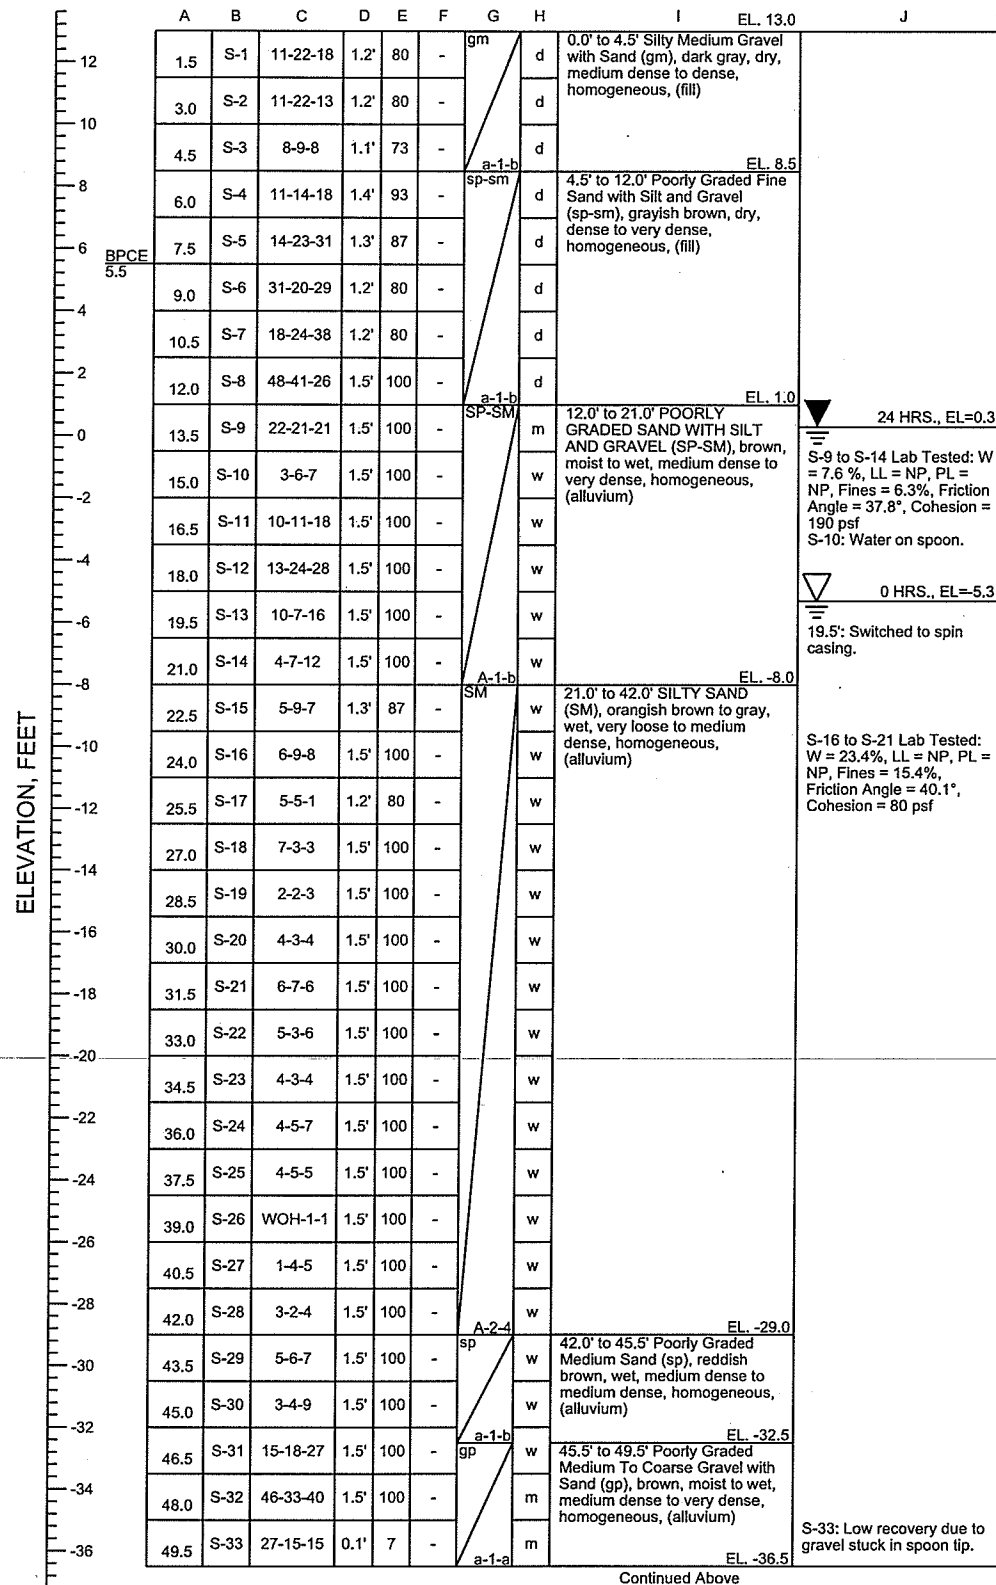 A B C D E F G H I J
EL. 13.0
ELEVATION, FEET
12
10
8
6
4
2
0
-2
-4
-6
-8
-10
-12
-14
-16
-18
-20
-22
-24
-26
-28
-30
-32
-34
-36
BPCE
5.5
1.5 S-1 11-22-18 1.2' 80 - d
3.0 S-2 11-22-13 1.2' 80 - d
4.5 S-3 8-9-8 1.1' 73 - d
6.0 S-4 11-14-18 1.4' 93 - d
7.5 S-5 14-23-31 1.3' 87 - d
9.0 S-6 31-20-29 1.2' 80 - d
10.5 S-7 18-24-38 1.2' 80 - d
12.0 S-8 48-41-26 1.5' 100 - d
13.5 S-9 22-21-21 1.5' 100 - m
15.0 S-10 3-6-7 1.5' 100 - w
16.5 S-11 10-11-18 1.5' 100 - w
18.0 S-12 13-24-28 1.5' 100 - w
19.5 S-13 10-7-16 1.5' 100 - w
21.0 S-14 4-7-12 1.5' 100 - w
22.5 S-15 5-9-7 1.3' 87 - w
24.0 S-16 6-9-8 1.5' 100 - w
25.5 S-17 5-5-1 1.2' 80 - w
27.0 S-18 7-3-3 1.5' 100 - w
28.5 S-19 2-2-3 1.5' 100 - w
30.0 S-20 4-3-4 1.5' 100 - w
31.5 S-21 6-7-6 1.5' 100 - w
33.0 S-22 5-3-6 1.5' 100 - w
34.5 S-23 4-3-4 1.5' 100 - w
36.0 S-24 4-5-7 1.5' 100 - w
37.5 S-25 4-5-5 1.5' 100 - w
39.0 S-26 WOH-1-1 1.5' 100 - w
40.5 S-27 1-4-5 1.5' 100 - w
42.0 S-28 3-2-4 1.5' 100 - w
43.5 S-29 5-6-7 1.5' 100 - w
45.0 S-30 3-4-9 1.5' 100 - w
46.5 S-31 15-18-27 1.5' 100 - w
48.0 S-32 46-33-40 1.5' 100 - m
49.5 S-33 27-15-15 0.1' 7 - m
gm
a-1-b
sp-sm
a-1-b
SP-SM
A-1-b
SM
A-2-4
sp
a-1-b
gp
a-1-a
0.0' to 4.5' Silty Medium Gravel
with Sand (gm), dark gray, dry,
medium dense to dense,
homogeneous, (fill)
EL. 8.5
4.5' to 12.0' Poorly Graded Fine
Sand with Silt and Gravel
(sp-sm), grayish brown, dry,
dense to very dense,
homogeneous, (fill)
EL. 1.0
12.0' to 21.0' POORLY
GRADED SAND WITH SILT
AND GRAVEL (SP-SM), brown,
moist to wet, medium dense to
very dense, homogeneous,
(alluvium)
EL. -8.0
21.0' to 42.0' SILTY SAND
(SM), orangish brown to gray,
wet, very loose to medium
dense, homogeneous,
(alluvium)
EL. -29.0
42.0' to 45.5' Poorly Graded
Medium Sand (sp), reddish
brown, wet, medium dense to
medium dense, homogeneous,
(alluvium)
EL. -32.5
45.5' to 49.5' Poorly Graded
Medium To Coarse Gravel with
Sand (gp), brown, moist to wet,
medium dense to very dense,
homogeneous, (alluvium)
EL. -36.5
Continued Above
24 HRS., EL=0.3
S-9 to S-14 Lab Tested: W
= 7.6 %, LL = NP, PL =
NP, Fines = 6.3%, Friction
Angle = 37.8°, Cohesion =
190 psf
S-10: Water on spoon.
0 HRS., EL=-5.3
19.5': Switched to spin
casing.
S-16 to S-21 Lab Tested:
W = 23.4%, LL = NP, PL =
NP, Fines = 15.4%,
Friction Angle = 40.1°,
Cohesion = 80 psf
S-33: Low recovery due to
gravel stuck in spoon tip.